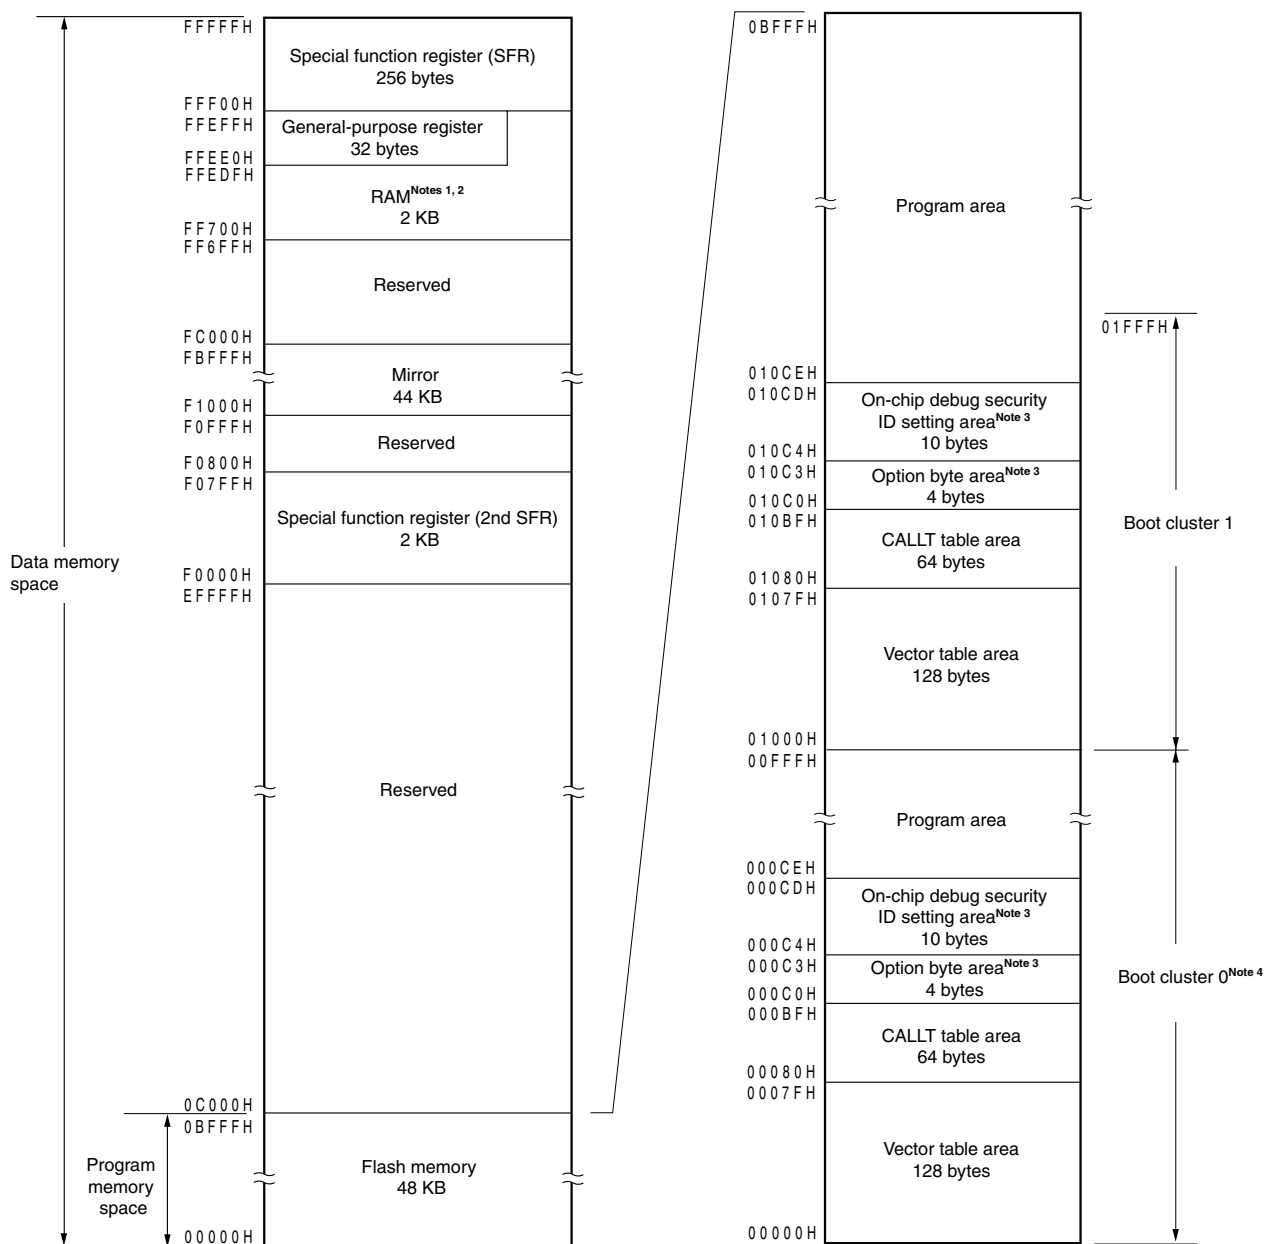 FFFFFH
Special function register (SFR)
256 bytes
FFF00H
FFEFFH
General-purpose register
32 bytes
FFEE0H
FFEDFH
RAMNotes 1, 2
2 KB
FF700H
FF6FFH
Reserved
FC000H
FBFFFH
Mirror
44 KB
F1000H
F0FFFH
Reserved
F0800H
F07FFH
Special function register (2nd SFR)
2 KB
Data memory
space
F0000H
EFFFFH
Reserved
0C000H
0BFFFH
Program
memory
space
Flash memory
48 KB
00000H
0BFFFH
Program area
01FFFH
010CEH
010CDH
On-chip debug security
ID setting areaNote 3
10 bytes
010C4H
010C3H
Option byte areaNote 3
4 bytes
010C0H
010BFH
CALLT table area
64 bytes
Boot cluster 1
01080H
0107FH
Vector table area
128 bytes
01000H
00FFFH
Program area
000CEH
000CDH
On-chip debug security
ID setting areaNote 3
10 bytes
000C4H
000C3H
Option byte areaNote 3
4 bytes
Boot cluster 0Note 4
000C0H
000BFH
CALLT table area
64 bytes
00080H
0007FH
Vector table area
128 bytes
00000H